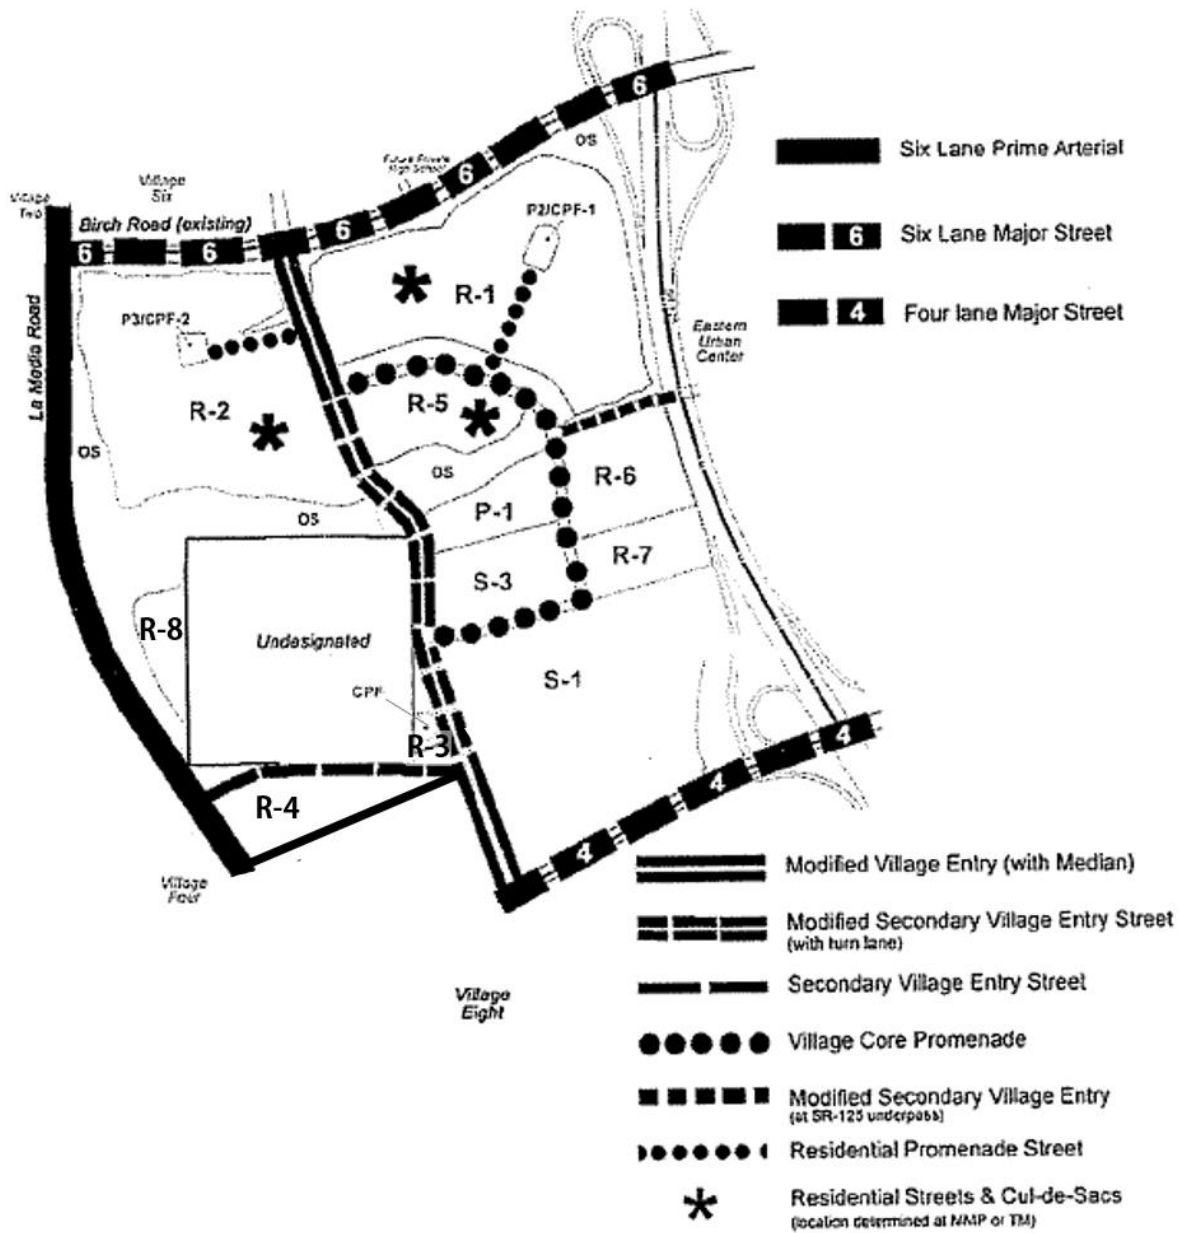 6
Six Lane Prime Arterial
OS
Future Private
High School
6
Village
Six
Village
Two
P2/CPF-1
Birch Road (existing)
6
Six Lane Major Street
6
6
6
R-1
4
Four lane Major Street
P3/CPF-2
Eastern
Urban
Center
La Media Road
R-2
R-5
OS
OS
R-6
OS
P-1
R-7
S-3
R-8
Undesignated
S-1
CPF
R-3
4
4
R-4
4
Village
Four
Modified Village Entry (with Median)
Modified Secondary Village Entry Street
(with turn lane)
Secondary Village Entry Street
Village
Eight
Village Core Promenade
Modified Secondary Village Entry
(at SR-125 underpass)
Residential Promenade Street
Residential Streets & Cul-de-Sacs
(location determined at MMP or TM)